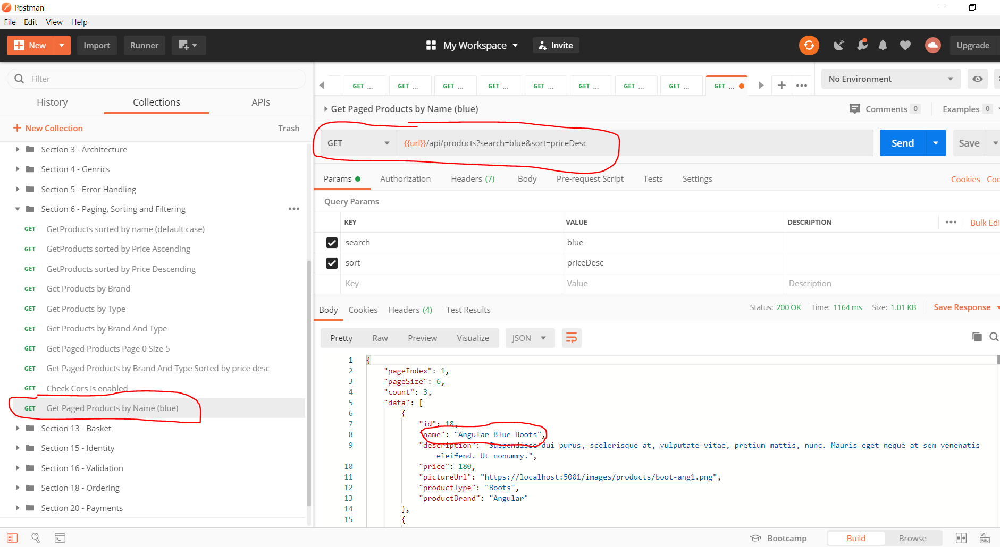 Postman
File Edit View Help
New Import Runner My Workspace Invite Upgrade
Filter
History Collections APIs
New Collection Trash
Section 3 - Architecture
Section 4 - Genrics
Section 5 - Error Handling
Section 6 - Paging, Sorting and Filtering
GET GetProducts sorted by name (default case)
GET GetProducts sorted by Price Ascending
GET GetProducts sorted by Price Descending
GET Get Products by Brand
GET Get Products by Type
GET Get Products by Brand And Type
GET Get Paged Products Page 0 Size 5
GET Get Paged Products by Brand And Type Sorted by price desc
GET Check Cors is enabled
GET Get Paged Products by Name (blue)
Section 13 - Basket
Section 15 - Identity
Section 16 - Validation
Section 18 - Ordering
Section 20 - Payments
GET ... GET ... GET ... GET ... GET ... GET ... GET ... GET ... GET ...
No Environment
Get Paged Products by Name (blue)
Comments 0 Examples 0
GET {{url}}/api/products?search=blue&sort=priceDesc Send Save
Params Authorization Headers (7) Body Pre-request Script Tests Settings Cookies
Query Params
KEY VALUE DESCRIPTION Bulk Edi
search blue
sort priceDesc
Key Value Description
Body Cookies Headers (4) Test Results Status: 200 OK Time: 1164 ms Size: 1.01 KB Save Response
Pretty Raw Preview Visualize JSON
1 {
2 "pageIndex": 1,
3 "pageSize": 6,
4 "count": 3,
5 "data": [
6 {
7 "id": 18,
8 "name": "Angular Blue Boots",
9 "description": "Suspendisse dui purus, scelerisque at, vulputate vitae, pretium mattis, nunc. Mauris eget neque at sem venenatis
eleifend. Ut nonummy.",
10 "price": 180,
11 "pictureUrl": "https://localhost:5001/images/products/boot-ang1.png",
12 "productType": "Boots",
13 "productBrand": "Angular"
14 },
15 {
Bootcamp Build Browse